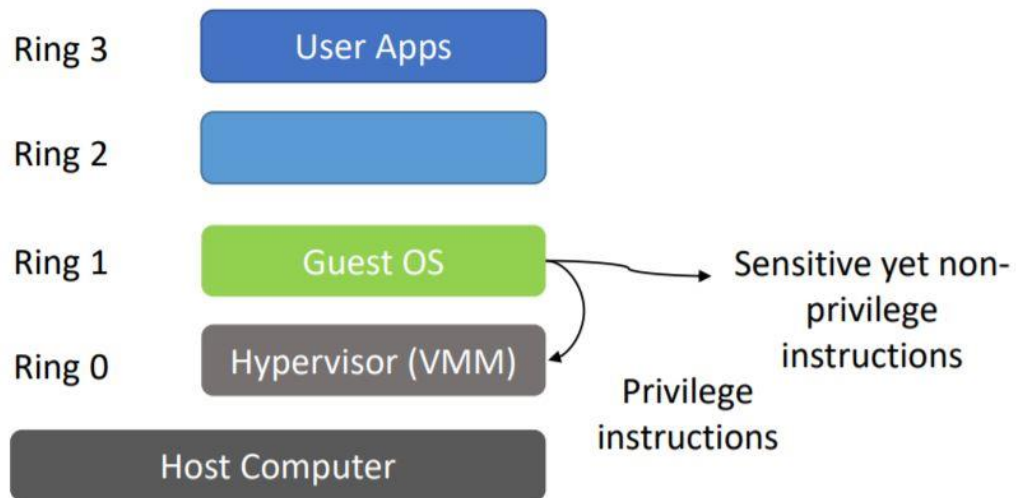 Ring 3
User Apps
Ring 2
Ring 1
Guest OS
Sensitive yet non-
privilege
instructions
Ring 0
Hypervisor (VMM)
Privilege
instructions
Host Computer